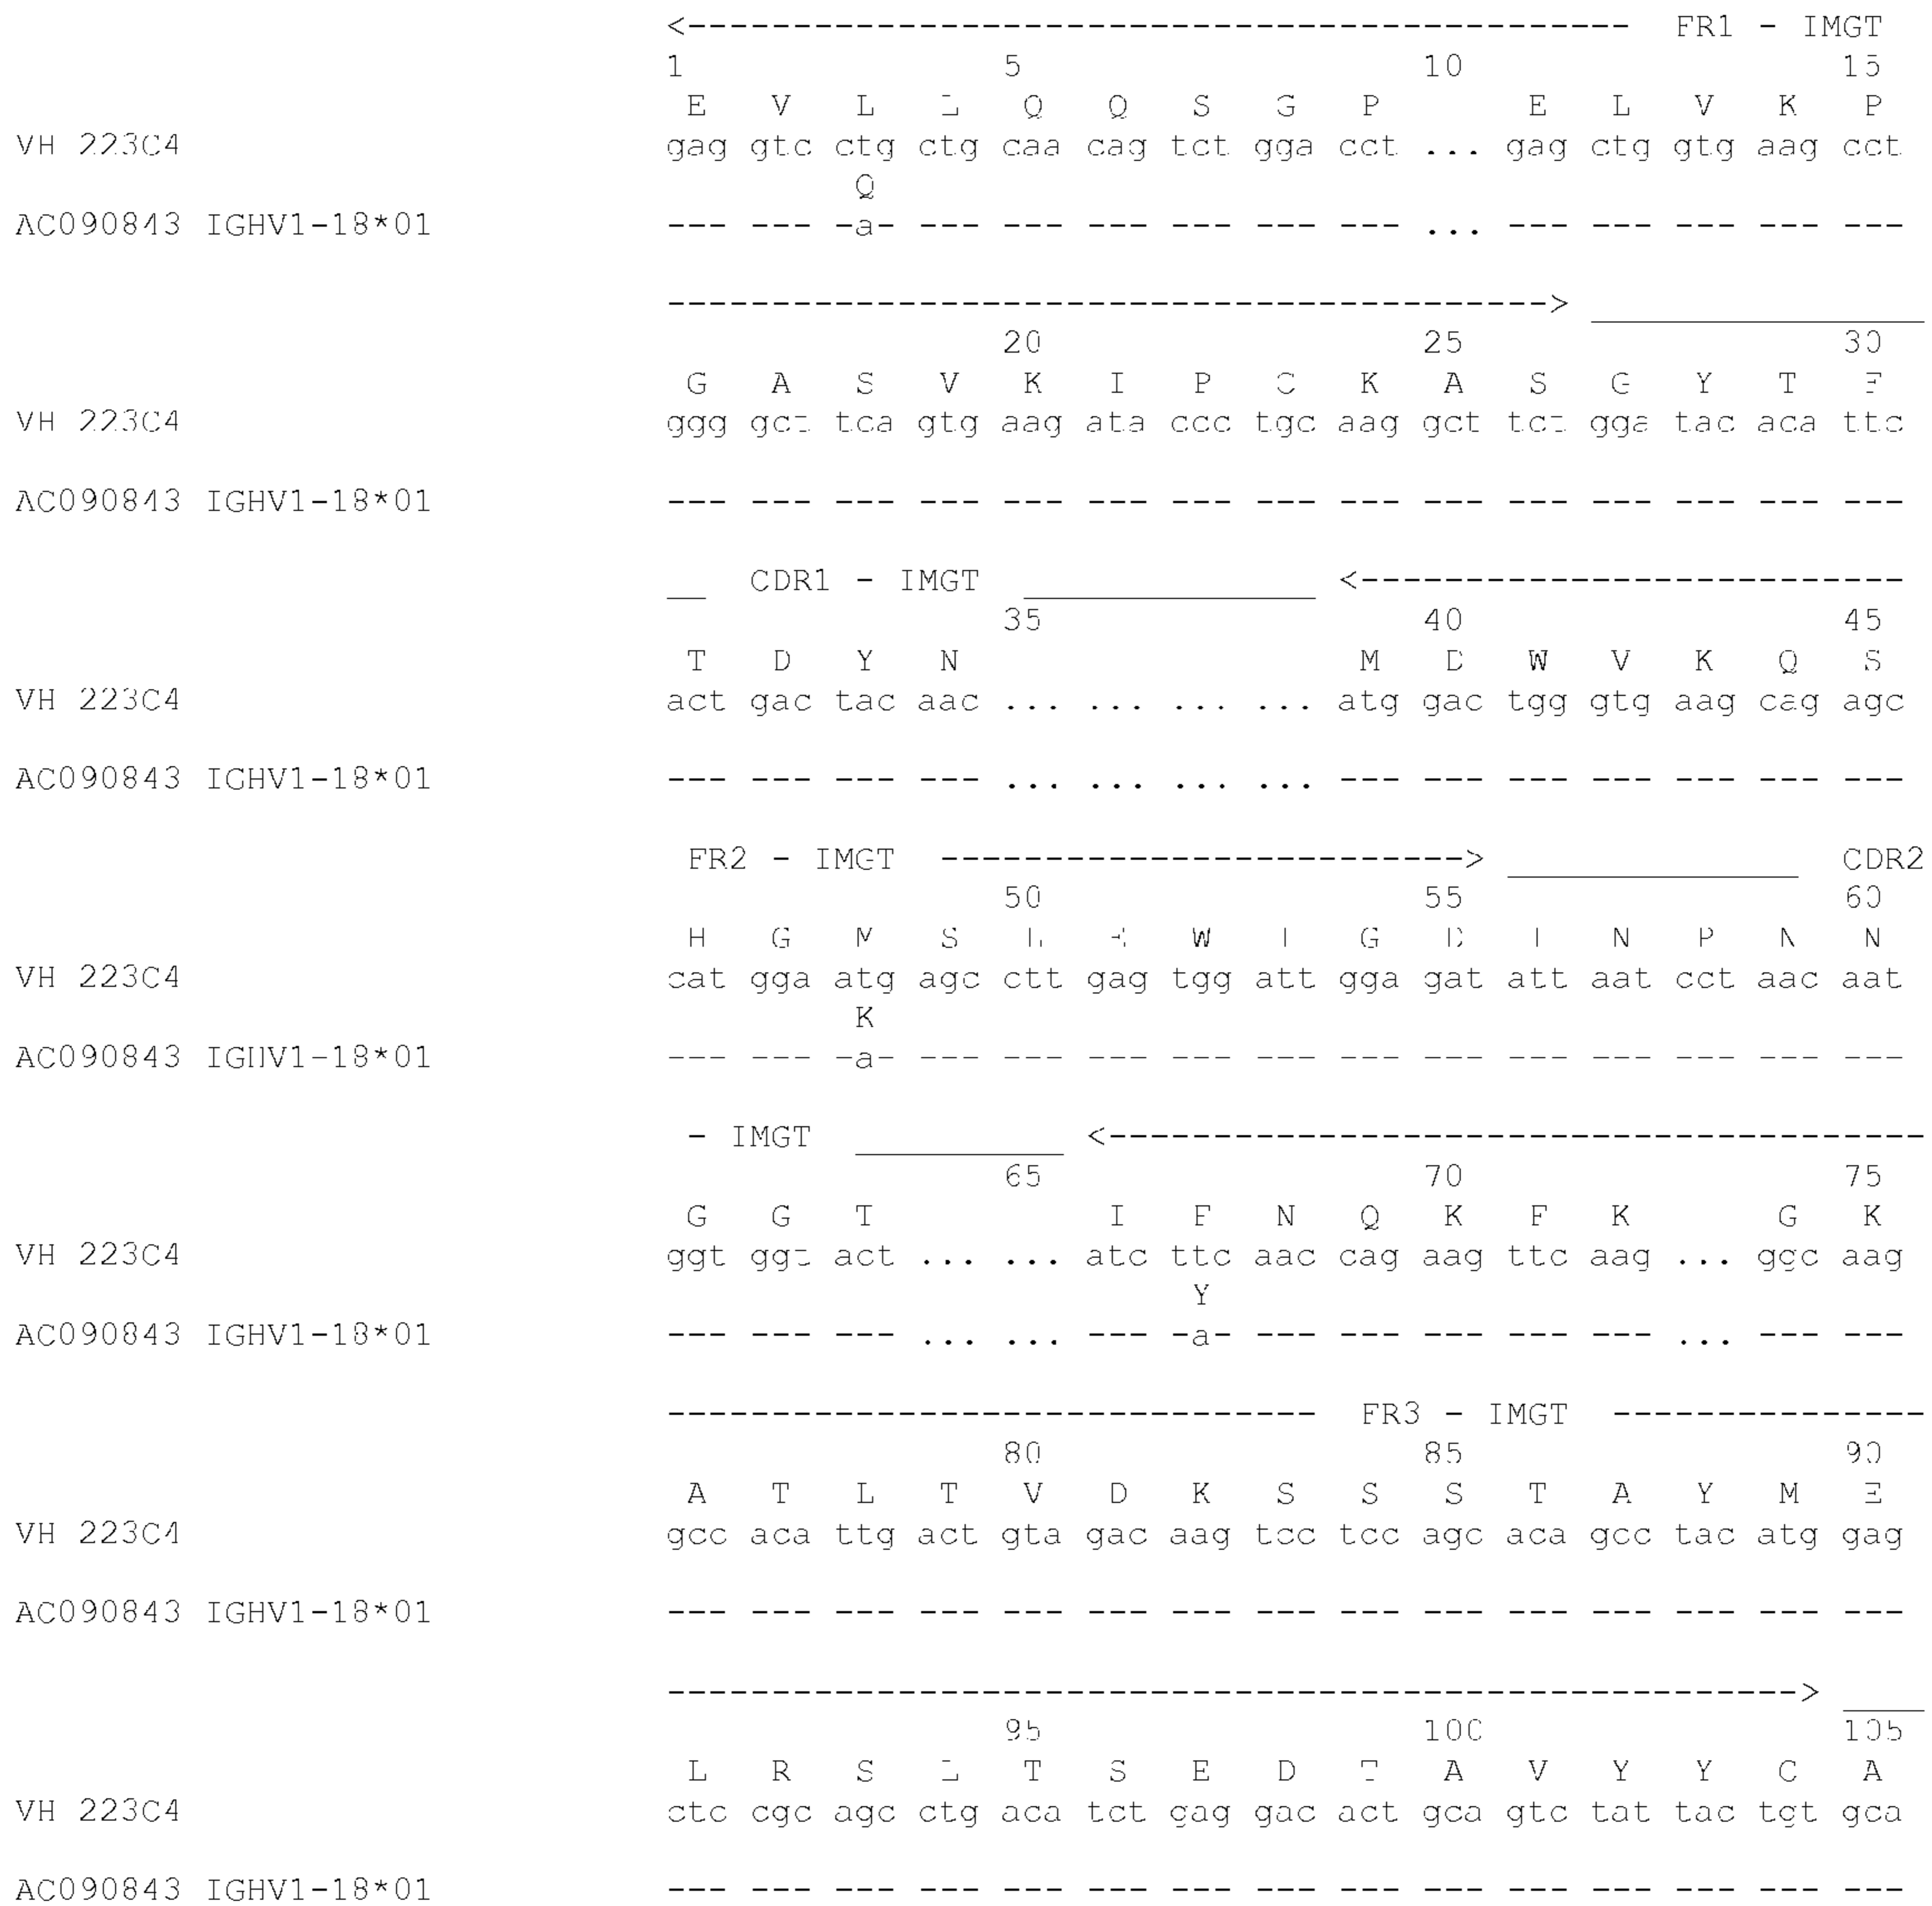 <--------------------------------------- FR1 - IMGT
1 5 10 15
E V L L Q Q S G P E L V K P
VH 223C4 gag gtc ctg ctg caa cag tct gga cct ... gag ctg gtg aag cct
Q
AC090843 IGHV1-18*01 --- --- -a- --- --- --- --- --- --- ... --- --- --- --- ---
------------------------------------> ______________
20 25 30
G A S V K I P C K A S G Y T F
VH 223C4 ggg gct tca gtg aag ata ccc tgc aag gct tct gga tac aca ttc
AC090843 IGHV1-18*01 --- --- --- --- --- --- --- --- --- --- --- --- --- --- ---
__ CDR1 - IMGT ____________ <-----------------------
35 40 45
T D Y N M D W V K Q S
VH 223C4 act gac tac aac ... ... ... ... atg gac tgg gtg aag cag agc
AC090843 IGHV1-18*01 --- --- --- --- ... ... ... ... --- --- --- --- --- --- ---
FR2 - IMGT ---------------------> ____________ CDR2
50 55 60
H G M S L E W I G D I N P N N
VH 223C4 cat gga atg agc ctt gag tgg att gga gat att aat cct aac aat
K
AC090843 IGHV1-18*01 --- --- -a- --- --- --- --- --- --- --- --- --- --- --- ---
- IMGT _________ <----------------------------------
65 70 75
G G T I F N Q K F K G K
VH 223C4 ggt ggt act ... ... atc ttc aac cag aag ttc aag ... ggc aag
Y
AC090843 IGHV1-18*01 --- --- --- ... ... --- -a- --- --- --- --- --- ... --- ---
--------------------------- FR3 - IMGT -------------
80 85 90
A T L T V D K S S S T A Y M E
VH 223C4 gcc aca ttg act gta gac aag tcc tcc agc aca gcc tac atg gag
AC090843 IGHV1-18*01 --- --- --- --- --- --- --- --- --- --- --- --- --- --- ---
-----------------------------------------------> ___
95 100 105
L R S L T S E D T A V Y Y C A
VH 223C4 ctc cgc agc ctg aca tct gag gac act gca gtc tat tac tgt gca
AC090843 IGHV1-18*01 --- --- --- --- --- --- --- --- --- --- --- --- --- --- ---